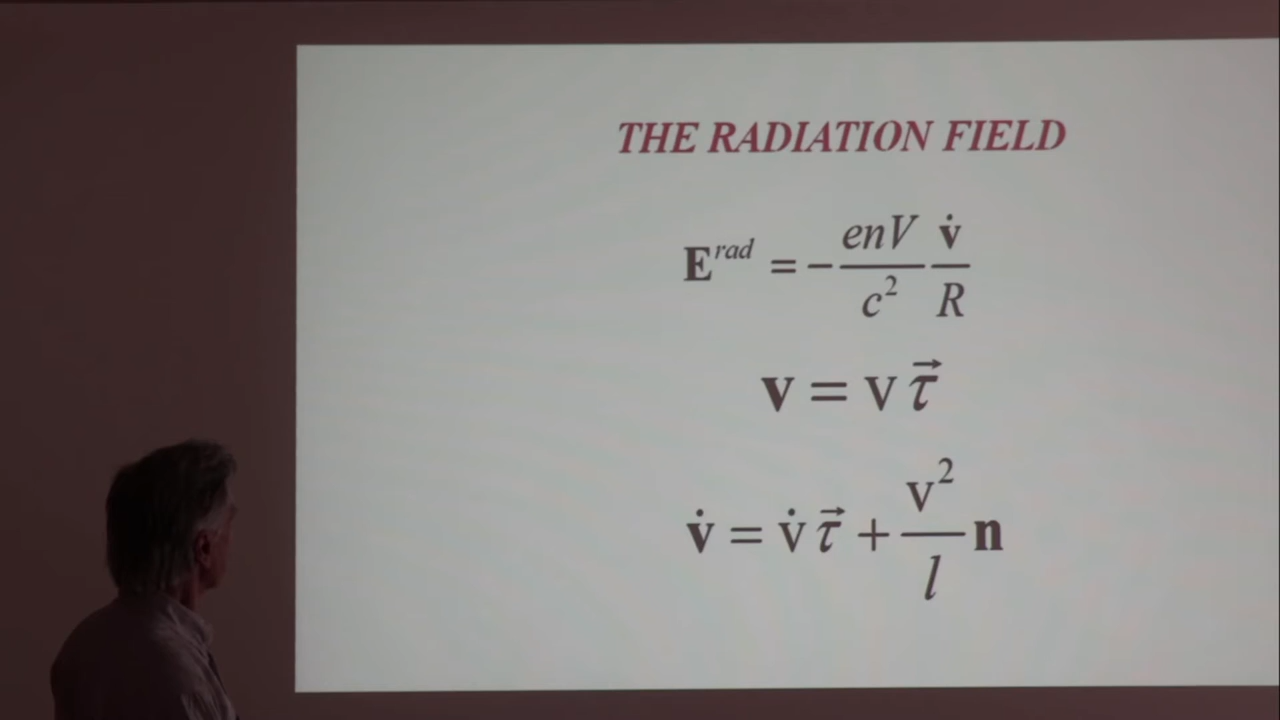 THE RADIATION FIELD
𝐄^rad = − (enV / c²) (𝐯̇ / R)
𝐯 = v τ⃗
𝐯̇ = v̇ τ⃗ + (v² / l) 𝐧